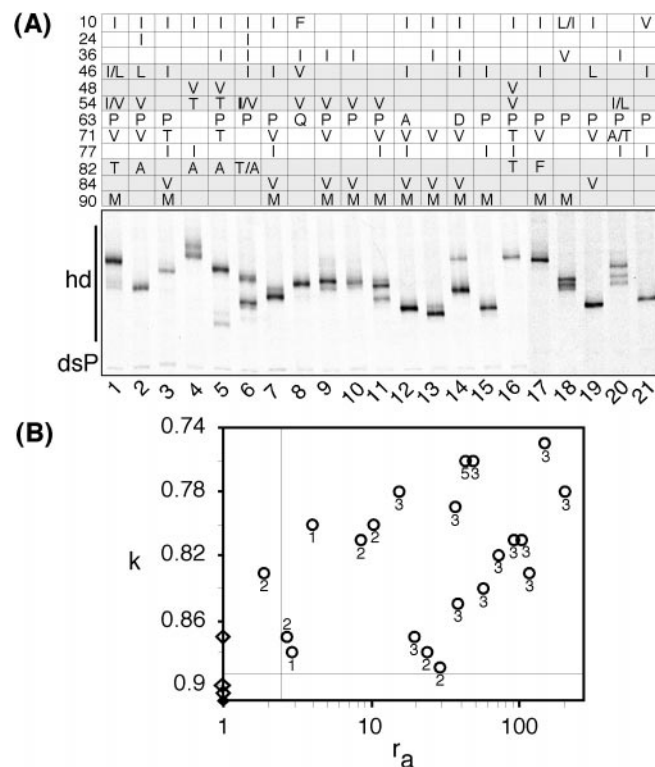 (A)
10 I I I I I I I F I I I I I L/I I V
24 I I
36 I I I I I I I V I
46 I/L L I I I V I I I I L I
48 V V V
54 I/V V T T I/V V V V V V I/L
63 P P P P P P Q P P P A D P P P P P P P
71 V V T T V V V V V V T V V A/T V
77 I I I I I I I I I
82 T A A A T/A T F
84 V V V V V V V V
90 M M M M M M M M
hd
dsP
1 2 3 4 5 6 7 8 9 10 11 12 13 14 15 16 17 18 19 20 21
(B)
0.74
3
53
0.78
3
3
3
1
2
2
3
3
0.82
3
k
2
3
3
3
0.86
2
3
1
2
2
0.9
1
10
100
ra